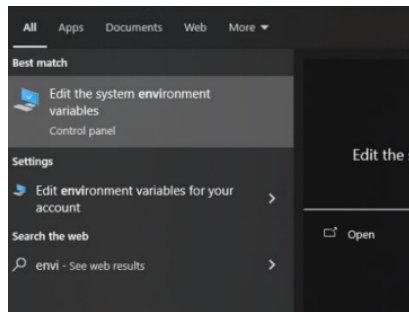 All Apps Documents Web More
Best match
Edit the system environment
variables
Control panel
Edit the
Settings
Edit environment variables for your
account
Search the web
Open
envi - See web results